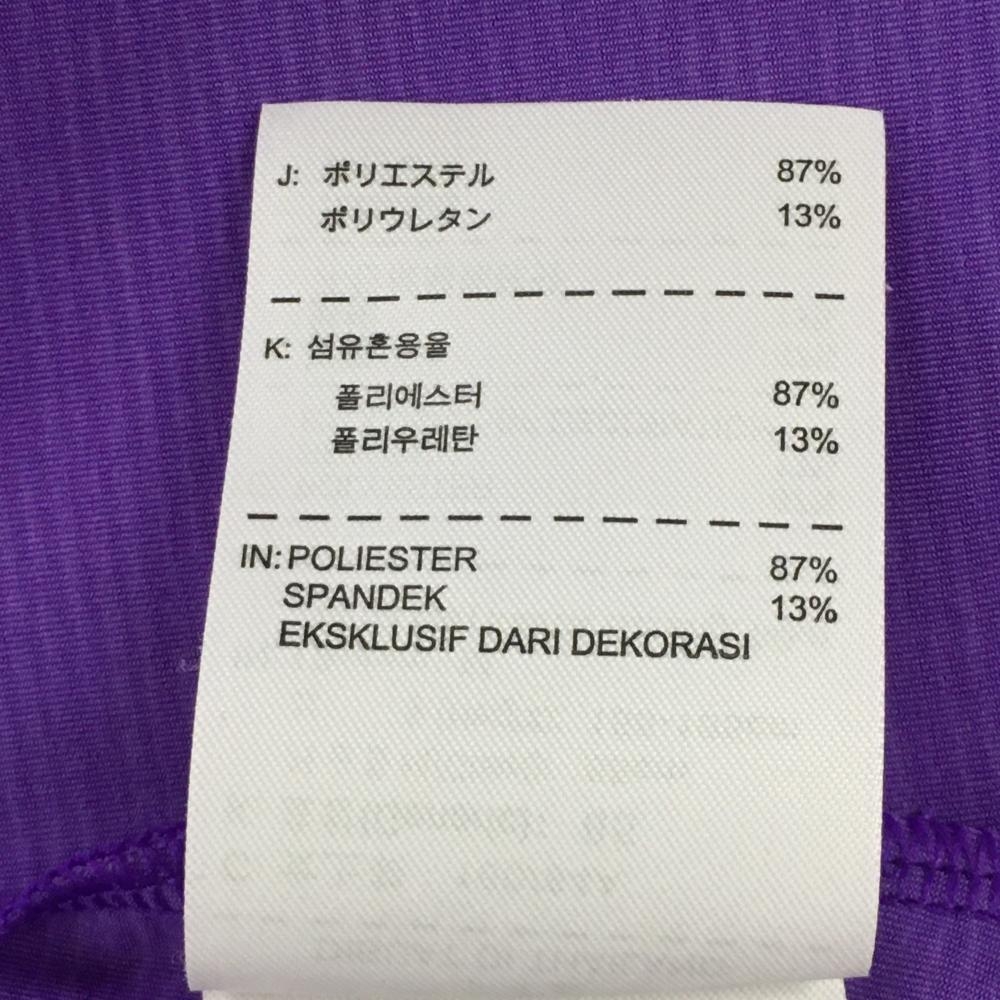 J: ポリエステル 87%
ポリウレタン 13%
K: 섬유혼용율
폴리에스터 87%
폴리우레탄 13%
IN: POLIESTER 87%
SPANDEK 13%
EKSKLUSIF DARI DEKORASI